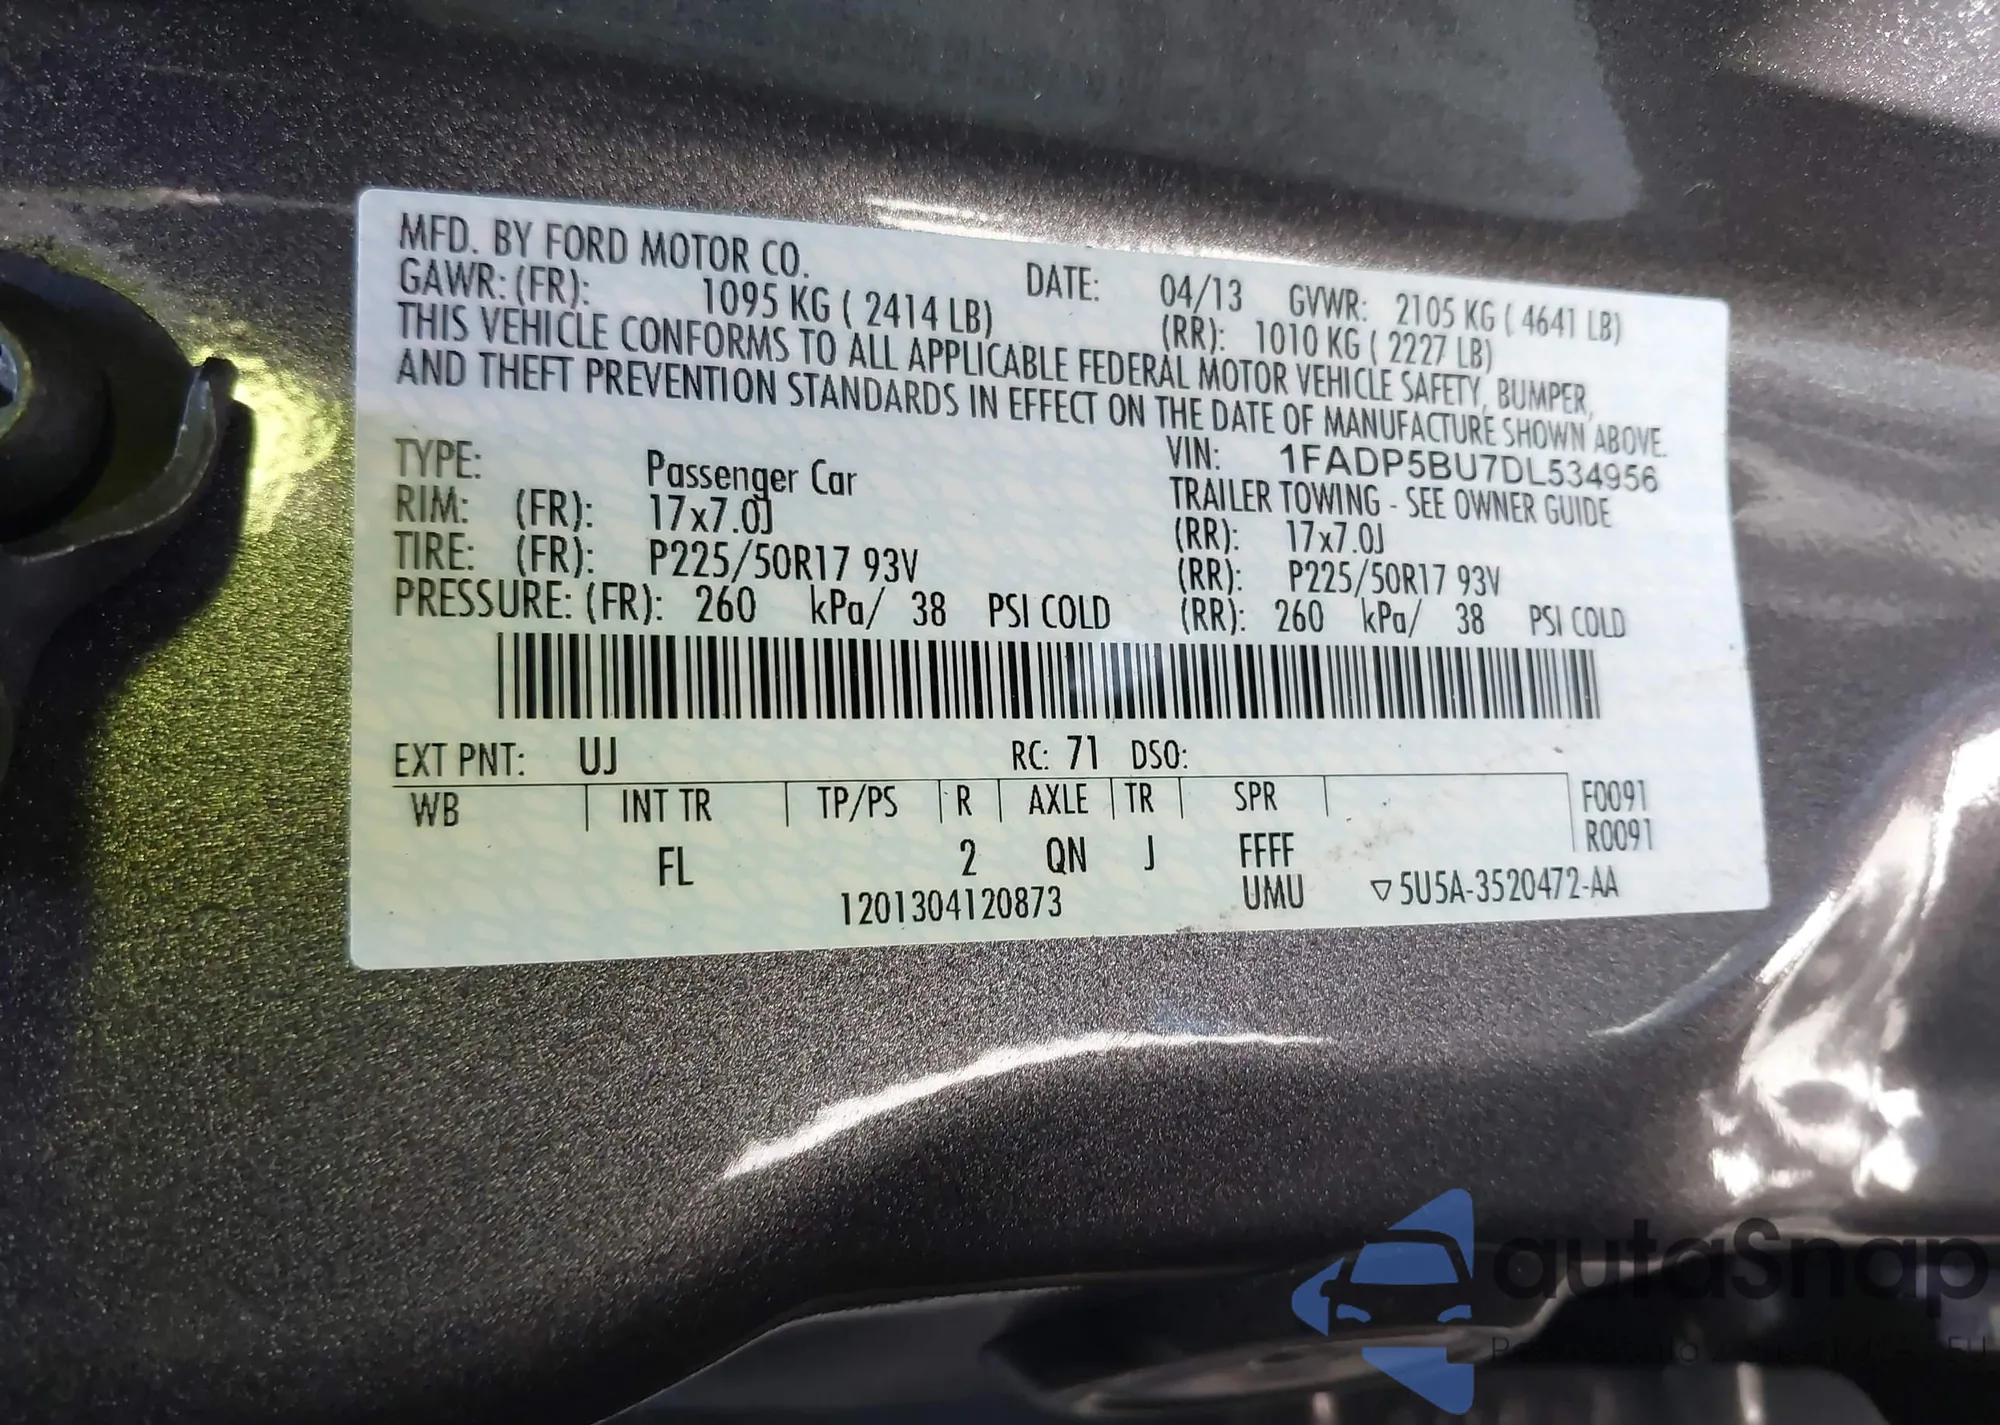 MFD. BY FORD MOTOR CO. DATE: 04/13 GVWR: 2105 KG ( 4641 LB)
GAWR: (FR): 1095 KG ( 2414 LB) (RR): 1010 KG ( 2227 LB)
THIS VEHICLE CONFORMS TO ALL APPLICABLE FEDERAL MOTOR VEHICLE SAFETY, BUMPER,
AND THEFT PREVENTION STANDARDS IN EFFECT ON THE DATE OF MANUFACTURE SHOWN ABOVE.
VIN: 1FADP5BU7DL534956
TYPE: Passenger Car TRAILER TOWING - SEE OWNER GUIDE
RIM: (FR): 17x7.0J (RR): 17x7.0J
TIRE: (FR): P225/50R17 93V (RR): P225/50R17 93V
PRESSURE: (FR): 260 kPa/ 38 PSI COLD (RR): 260 kPa/ 38 PSI COLD
EXT PNT: UJ RC: 71 DSO:
WB INT TR TP/PS R AXLE TR SPR F0091
R0091
FL 2 QN J FFFF
1201304120873 UMU ▽5U5A-3520472-AA
autaSnap